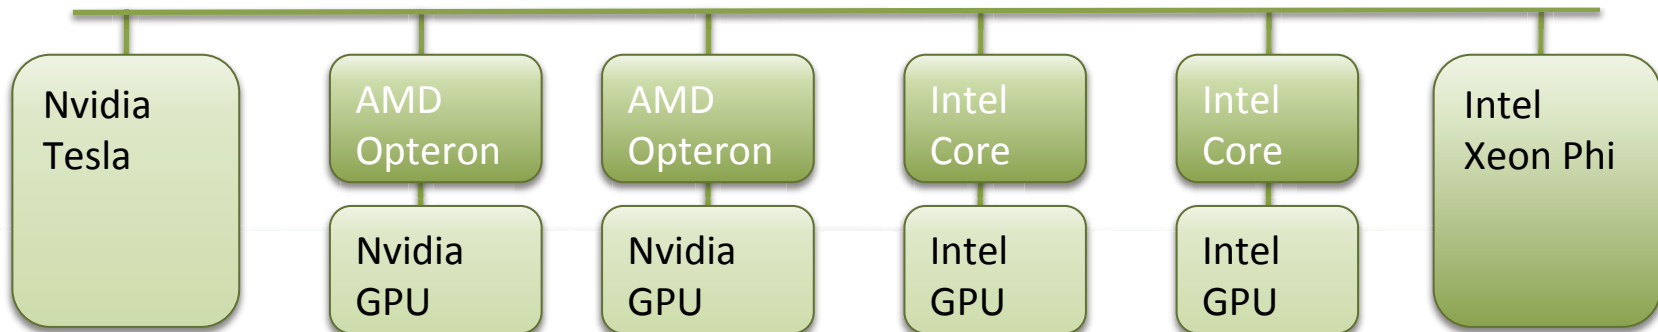 Nvidia
Tesla
AMD
Opteron
AMD
Opteron
Intel
Core
Intel
Core
Intel
Xeon Phi
Nvidia
GPU
Nvidia
GPU
Intel
GPU
Intel
GPU